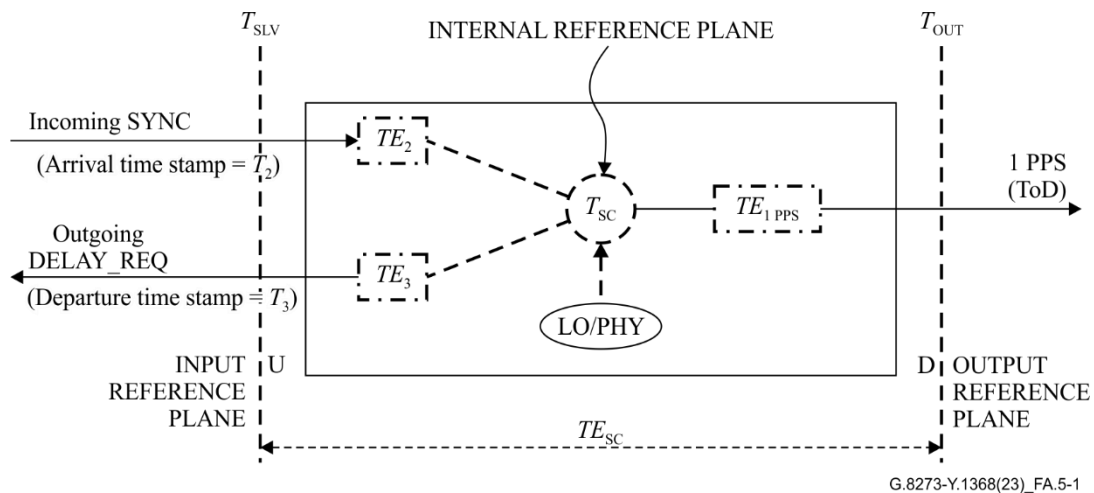 T_SLV
INTERNAL REFERENCE PLANE
T_OUT
Incoming SYNC
(Arrival time stamp = T_2)
TE_2
T_SC
TE_1 PPS
1 PPS
(ToD)
Outgoing
DELAY_REQ
(Departure time stamp = T_3)
TE_3
LO/PHY
INPUT
REFERENCE
PLANE
U
D
OUTPUT
REFERENCE
PLANE
TE_SC
G.8273-Y.1368(23)_FA.5-1